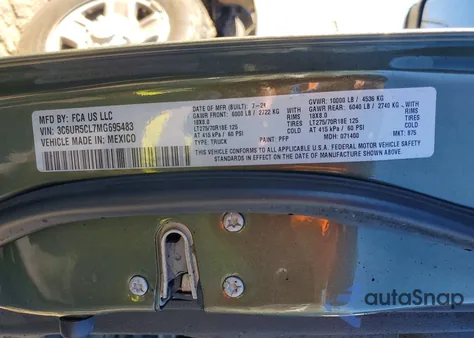 MFD BY: FCA US LLC
VIN: 3C6UR5CL7MG695483
VEHICLE MADE IN: MEXICO
DATE OF MFR (BUILT): 7-21
GAWR FRONT: 6000 LB / 2722 KG WITH
18X8.0 RIMS
LT275/70R18E 125 TIRES
AT 415 kPa / 60 PSI COLD
TYPE: TRUCK PAINT: PFP
GVWR: 10000 LB / 4536 KG
GAWR REAR: 6040 LB / 2740 KG WITH
18X8.0 RIMS
LT275/70R18E 125 TIRES
AT 415 kPa / 60 PSI COLD
MDH: 071400 MKT: 875
THIS VEHICLE CONFORMS TO ALL APPLICABLE U.S.A. FEDERAL MOTOR VEHICLE SAFETY
STANDARDS IN EFFECT ON THE DATE OF MANUFACTURE SHOWN ABOVE.
autoSnap